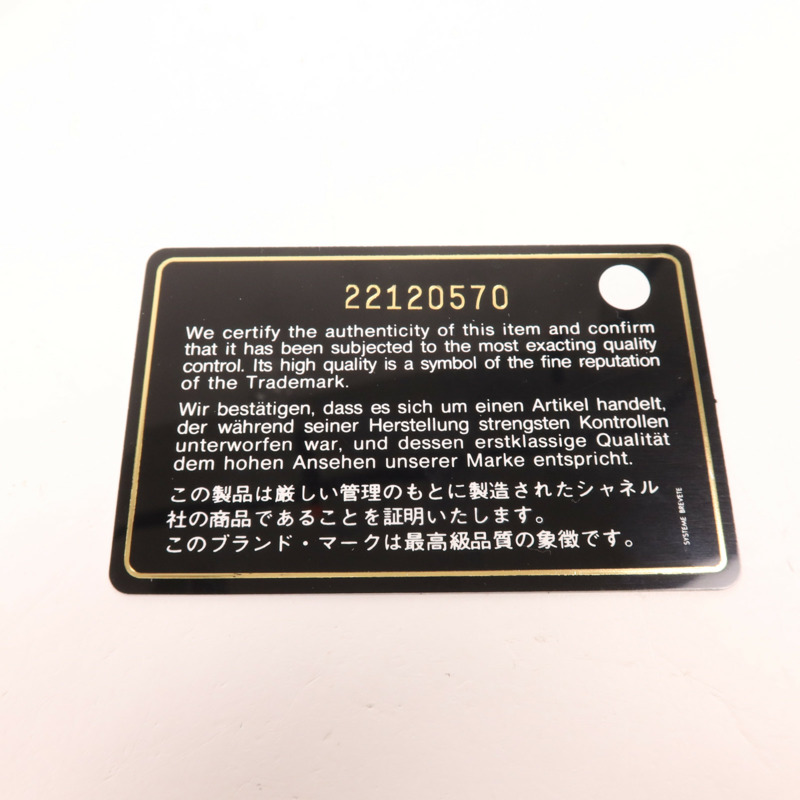 22120570
We certify the authenticity of this item and confirm
that it has been subjected to the most exacting quality
control. Its high quality is a symbol of the fine reputation
of the Trademark.
Wir bestätigen, dass es sich um einen Artikel handelt,
der während seiner Herstellung strengsten Kontrollen
unterworfen war, und dessen erstklassige Qualität
dem hohen Ansehen unserer Marke entspricht.
この製品は厳しい管理のもとに製造されたシャネル
社の商品であることを証明いたします。
このブランド・マークは最高級品質の象徴です。
SYSTEME BREVETE